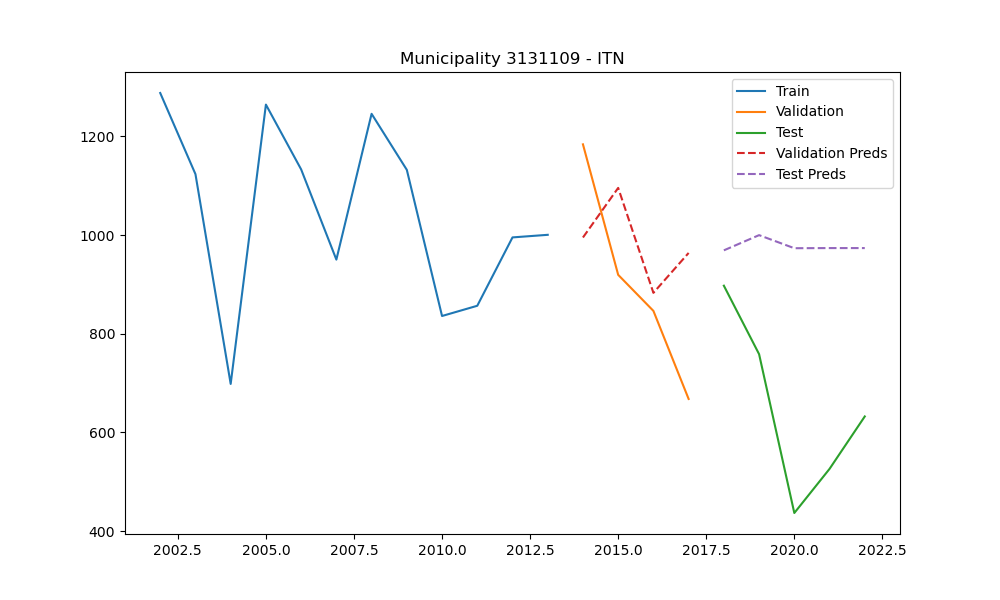 Municipality 3131109 - ITN
Train
Validation
Test
Validation Preds
Test Preds
1200
1000
800
600
400
2002.5 2005.0 2007.5 2010.0 2012.5 2015.0 2017.5 2020.0 2022.5